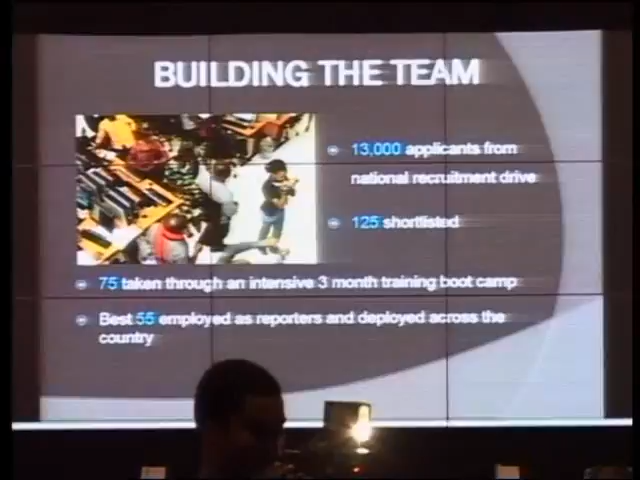 BUILDING THE TEAM
13,000 applicants from
national recruitment drive
125 shortlisted
75 taken through an intensive 3 month training boot camp
Best 55 employed as reporters and deployed across the
country